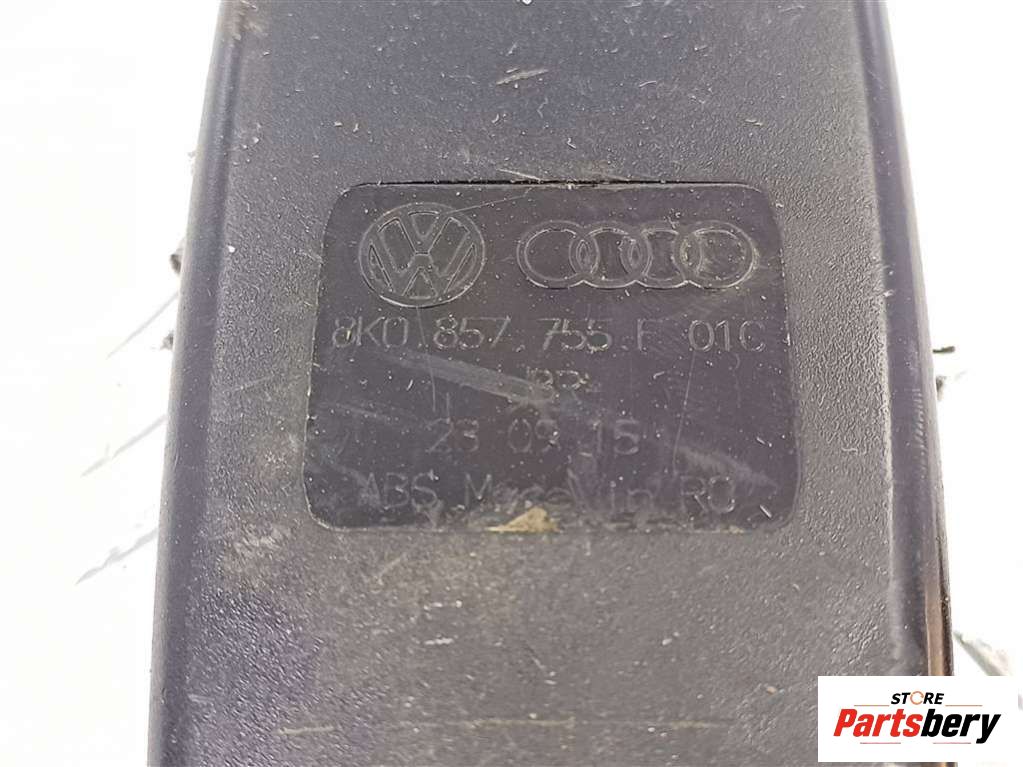 8K0 857 755 F 01C
23 09 15
ABS Made in RO
STORE
Partsbery